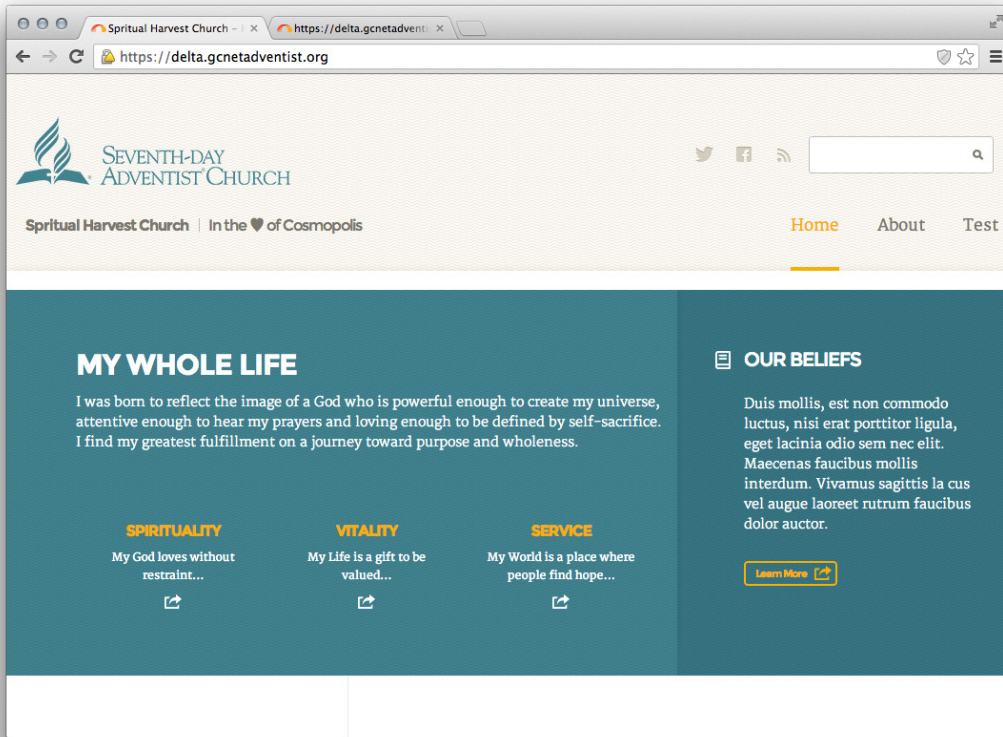 Spritual Harvest Church –
https://delta.gcnetadventi
https://delta.gcnetadventist.org
SEVENTH-DAY
ADVENTIST® CHURCH
Spritual Harvest Church | In the ♥ of Cosmopolis
Home About Test
MY WHOLE LIFE
I was born to reflect the image of a God who is powerful enough to create my universe,
attentive enough to hear my prayers and loving enough to be defined by self-sacrifice.
I find my greatest fulfillment on a journey toward purpose and wholeness.
SPIRITUALITY
My God loves without
restraint...
VITALITY
My Life is a gift to be
valued...
SERVICE
My World is a place where
people find hope...
OUR BELIEFS
Duis mollis, est non commodo
luctus, nisi erat porttitor ligula,
eget lacinia odio sem nec elit.
Maecenas faucibus mollis
interdum. Vivamus sagittis la cus
vel augue laoreet rutrum faucibus
dolor auctor.
Learn More